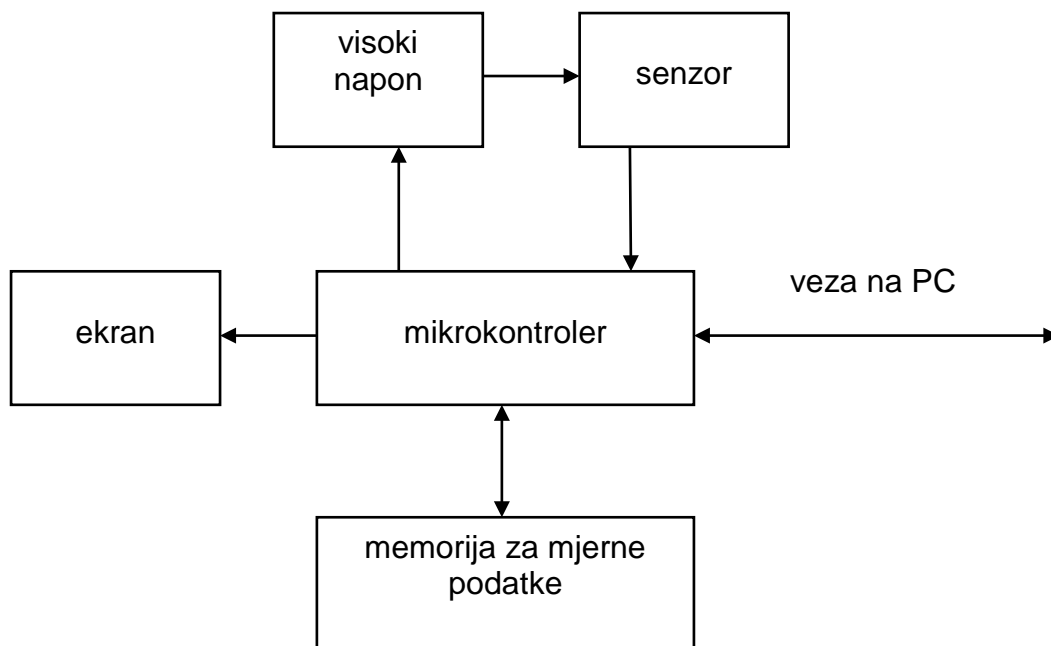 visoki
napon
senzor
veza na PC
ekran
mikrokontroler
memorija za mjerne
podatke